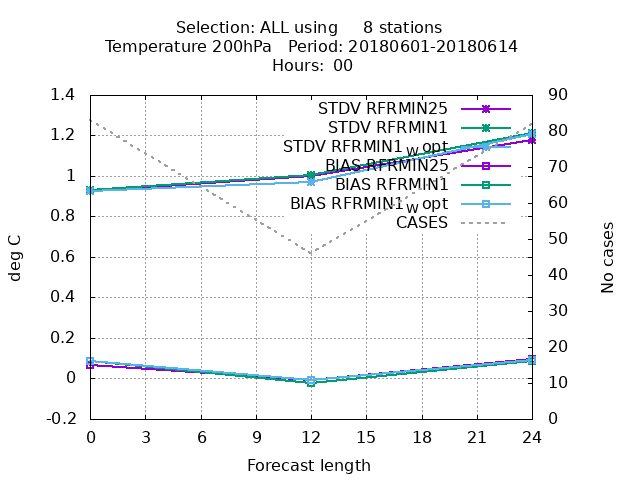 Selection: ALL using     8 stations
Temperature 200hPa   Period: 20180601-20180614
Hours:  00
1.4
1.2
1
0.8
0.6
0.4
0.2
0
-0.2
deg C
STDV RFRMIN25
STDV RFRMIN1
STDV RFRMIN1_w opt
BIAS RFRMIN25
BIAS RFRMIN1
BIAS RFRMIN1_w opt
CASES
90
80
70
60
50
40
30
20
10
0
No cases
0 3 6 9 12 15 18 21 24
Forecast length